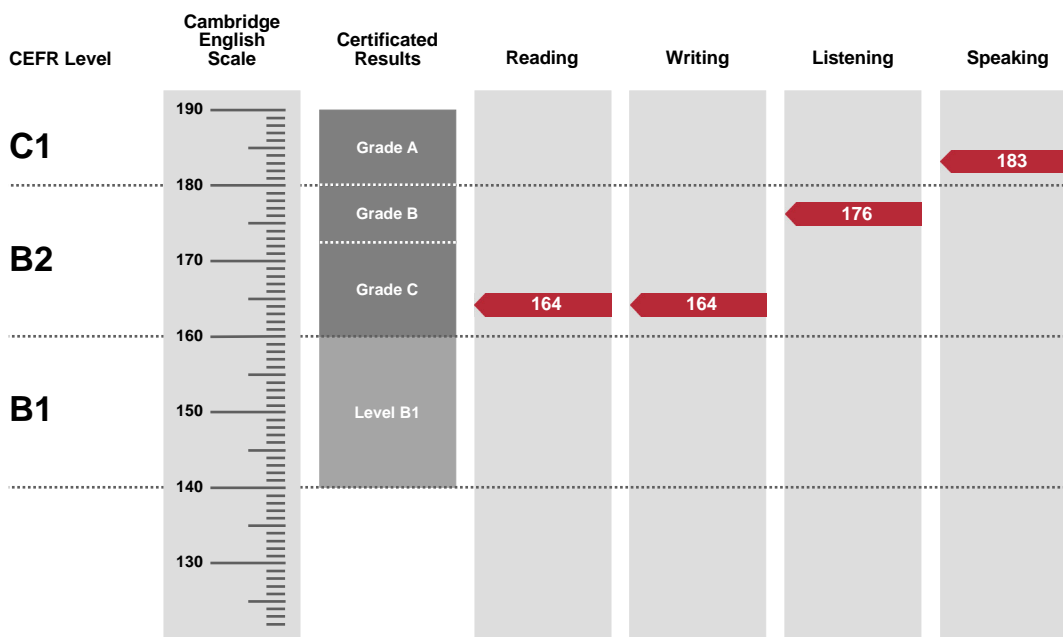 CEFR Level
Cambridge
English
Scale
Certificated
Results
Reading
Writing
Listening
Speaking
190
C1
Grade A
183
180
Grade B
176
B2
170
Grade C
164
164
160
B1
150
Level B1
140
130